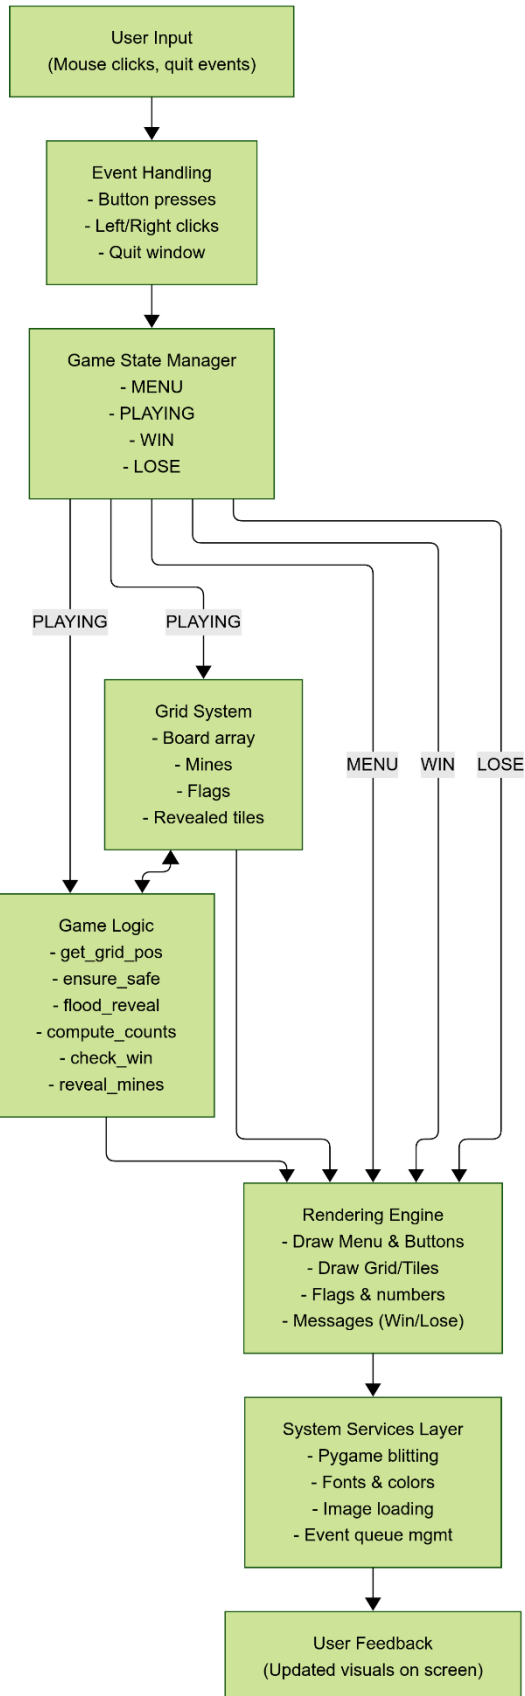 User Input
(Mouse clicks, quit events)
Event Handling
- Button presses
- Left/Right clicks
- Quit window
Game State Manager
- MENU
- PLAYING
- WIN
- LOSE
PLAYING
PLAYING
Grid System
- Board array
- Mines
- Flags
- Revealed tiles
MENU
WIN
LOSE
Game Logic
- get_grid_pos
- ensure_safe
- flood_reveal
- compute_counts
- check_win
- reveal_mines
Rendering Engine
- Draw Menu & Buttons
- Draw Grid/Tiles
- Flags & numbers
- Messages (Win/Lose)
System Services Layer
- Pygame blitting
- Fonts & colors
- Image loading
- Event queue mgmt
User Feedback
(Updated visuals on screen)